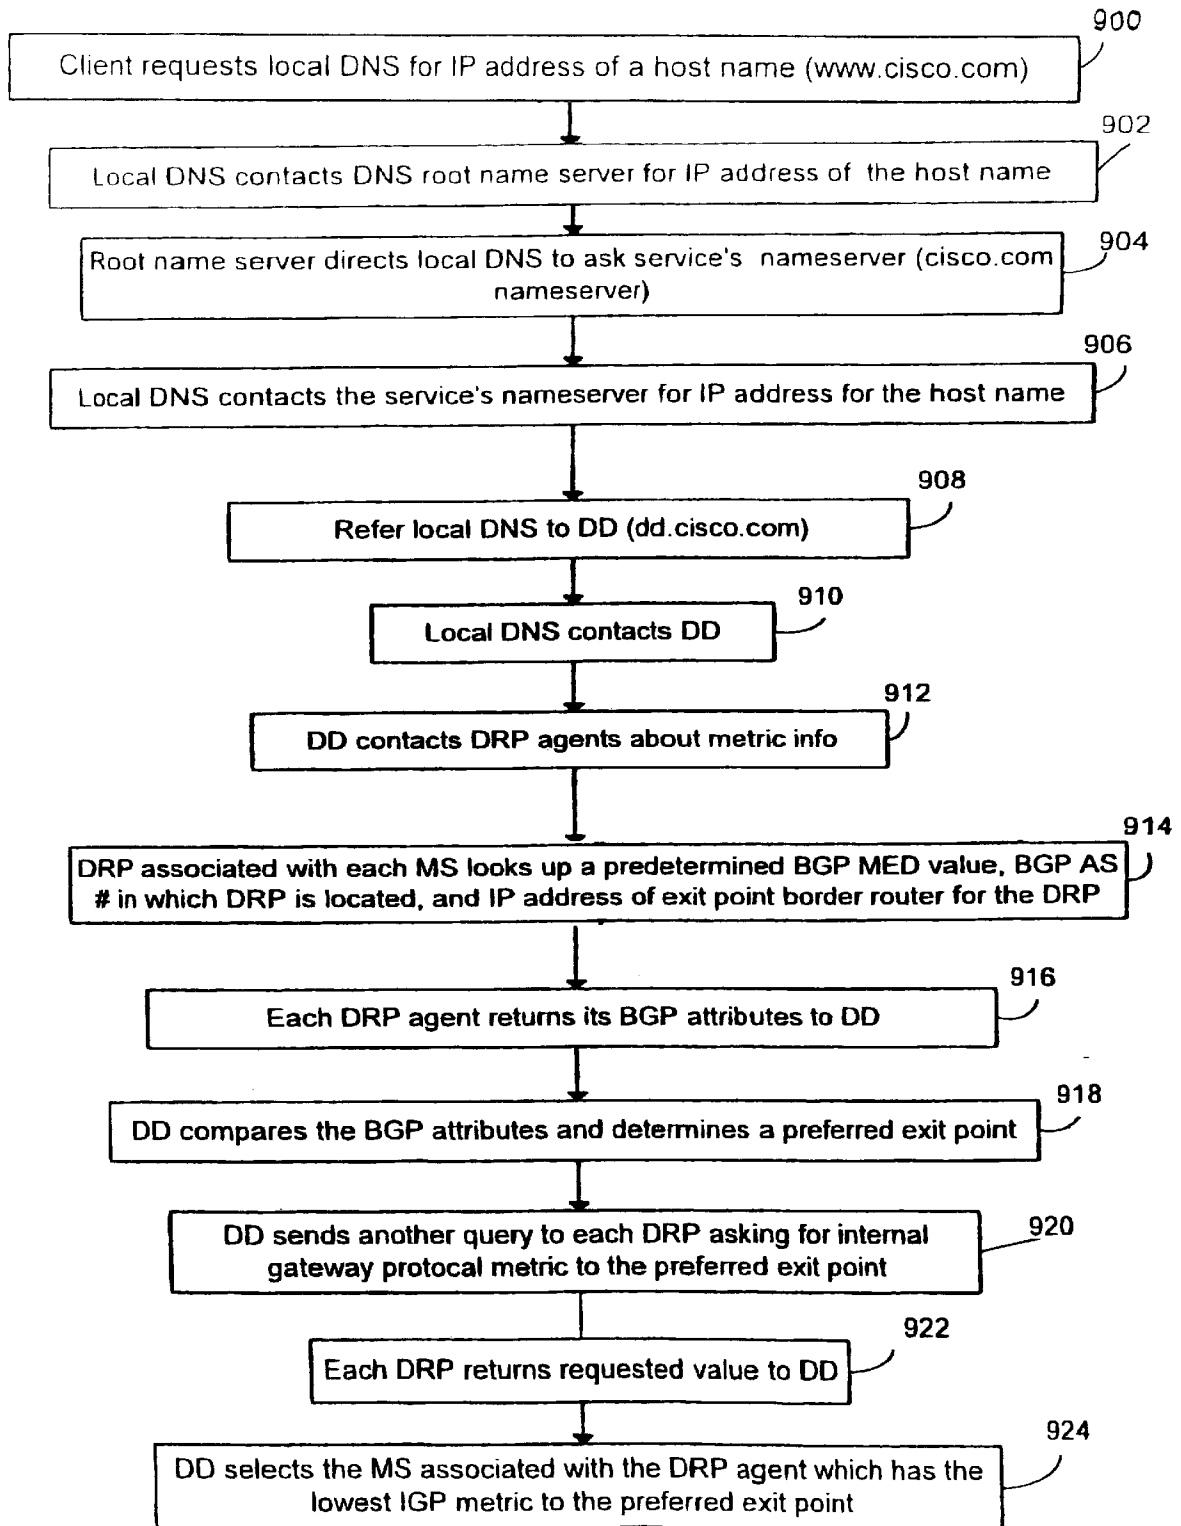 900
Client requests local DNS for IP address of a host name (www.cisco.com)
902
Local DNS contacts DNS root name server for IP address of the host name
904
Root name server directs local DNS to ask service's nameserver (cisco.com
nameserver)
906
Local DNS contacts the service's nameserver for IP address for the host name
908
Refer local DNS to DD (dd.cisco.com)
910
Local DNS contacts DD
912
DD contacts DRP agents about metric info
914
DRP associated with each MS looks up a predetermined BGP MED value, BGP AS
# in which DRP is located, and IP address of exit point border router for the DRP
916
Each DRP agent returns its BGP attributes to DD
918
DD compares the BGP attributes and determines a preferred exit point
920
DD sends another query to each DRP asking for internal
gateway protocal metric to the preferred exit point
922
Each DRP returns requested value to DD
924
DD selects the MS associated with the DRP agent which has the
lowest IGP metric to the preferred exit point